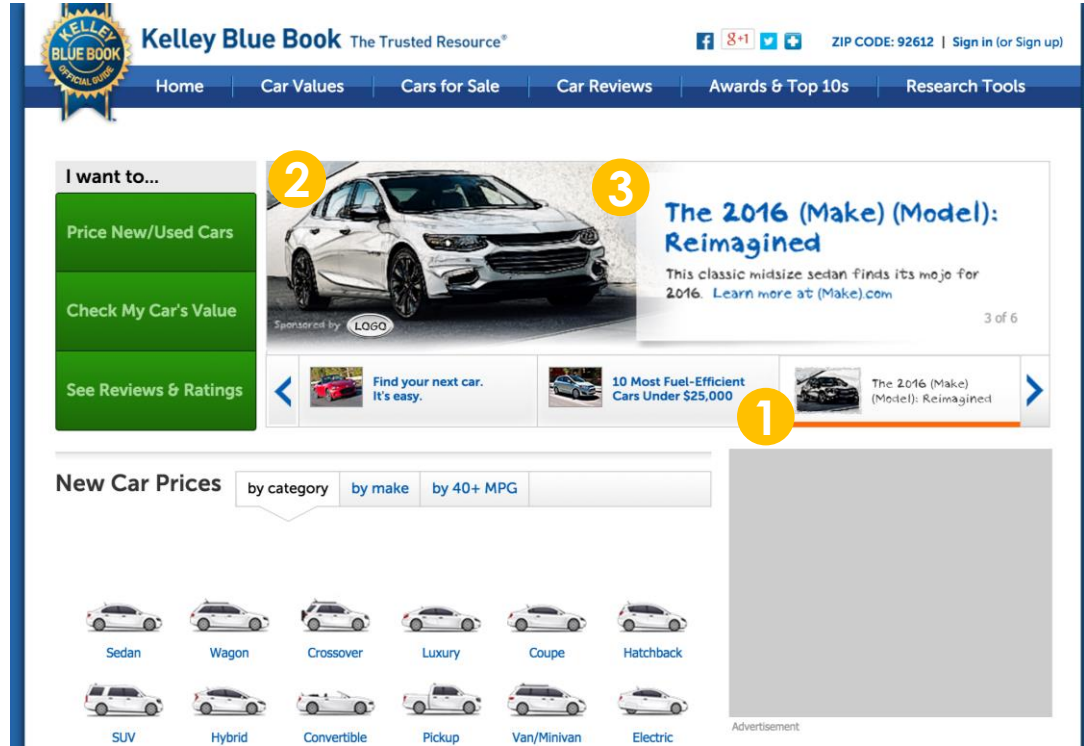 KELLEY
BLUE BOOK
OFFICIAL GUIDE
Kelley Blue Book The Trusted Resource®
8+1
ZIP CODE: 92612 | Sign in (or Sign up)
Home Car Values Cars for Sale Car Reviews Awards & Top 10s Research Tools
I want to...
Price New/Used Cars
Check My Car's Value
See Reviews & Ratings
2
3
The 2016 (Make) (Model):
Reimagined
This classic midsize sedan finds its mojo for
2016. Learn more at (Make).com
3 of 6
Sponsored by LOGO
Find your next car.
It's easy.
10 Most Fuel-Efficient
Cars Under $25,000
1
The 2016 (Make)
(Model): Reimagined
New Car Prices by category by make by 40+ MPG
Sedan Wagon Crossover Luxury Coupe Hatchback
SUV Hybrid Convertible Pickup Van/Minivan Electric
Advertisement